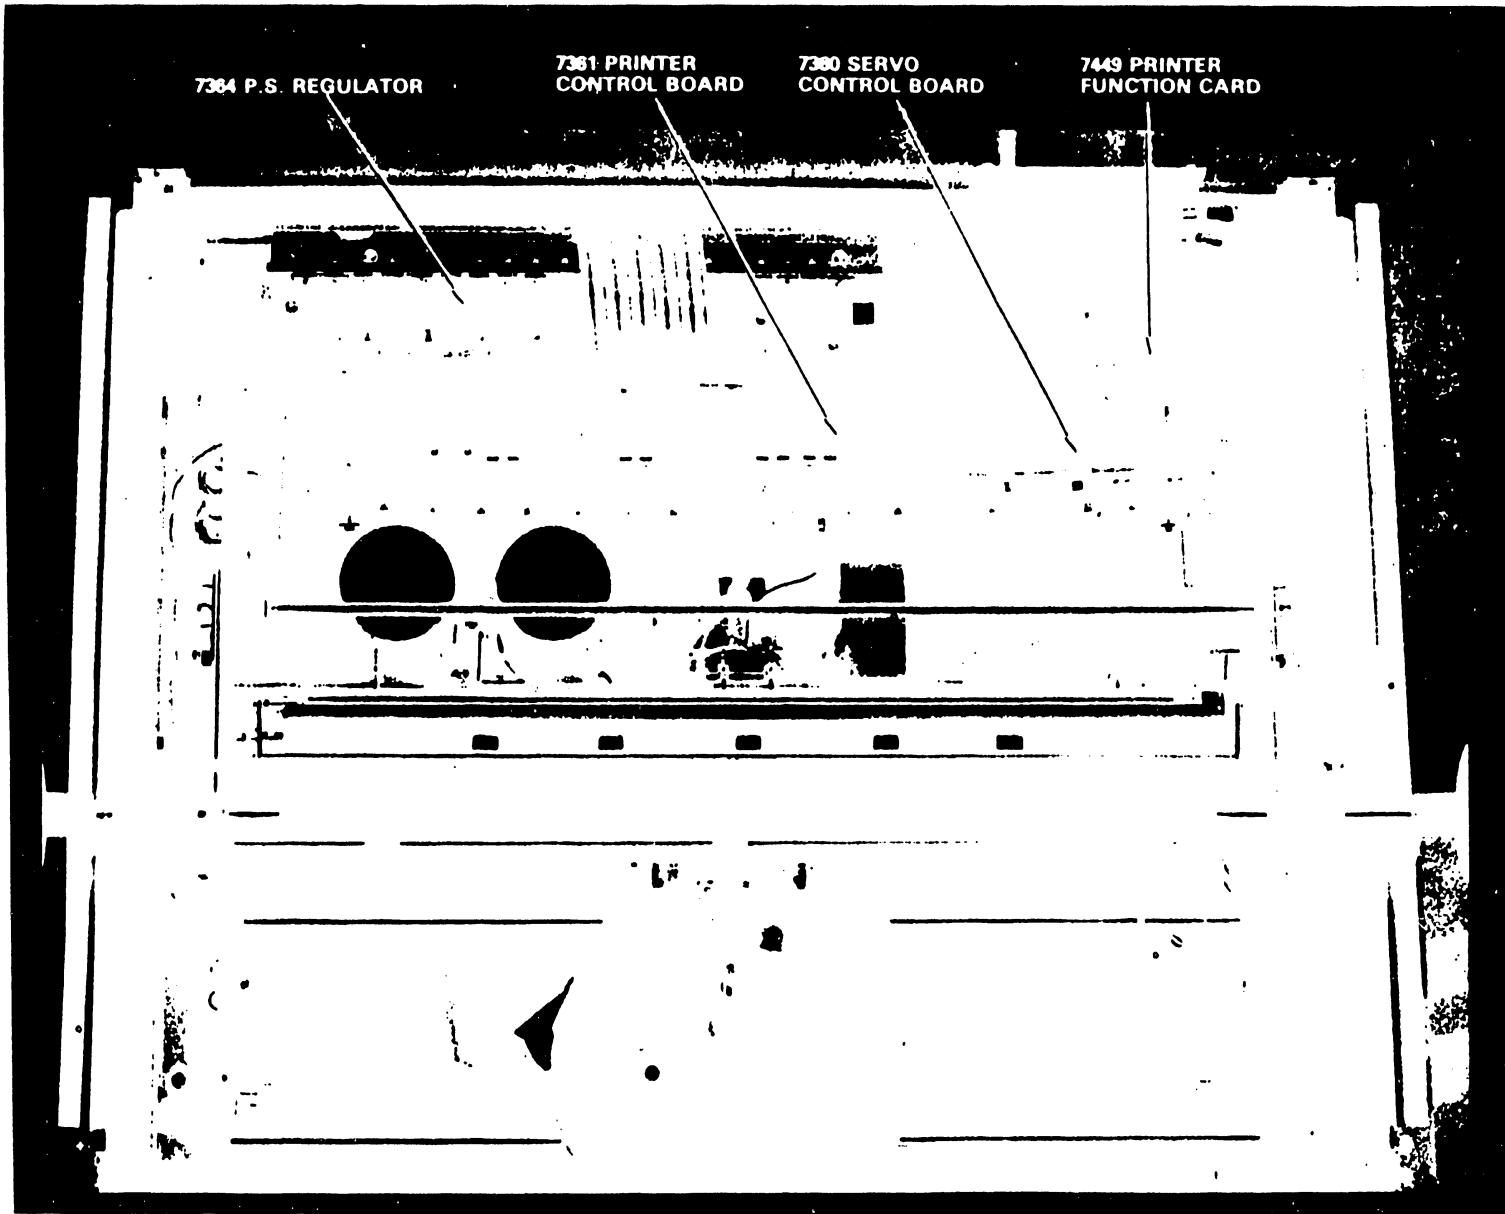 7364 P.S. REGULATOR
7361 PRINTER
CONTROL BOARD
7360 SERVO
CONTROL BOARD
7449 PRINTER
FUNCTION CARD